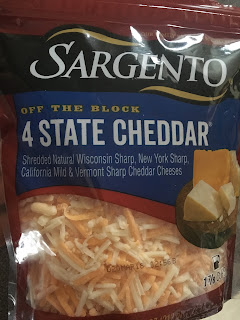 SARGENTO
OFF THE BLOCK
4 STATE CHEDDAR
Shredded Natural Wisconsin Sharp, New York Sharp,
California Mild & Vermont Sharp Cheddar Cheeses